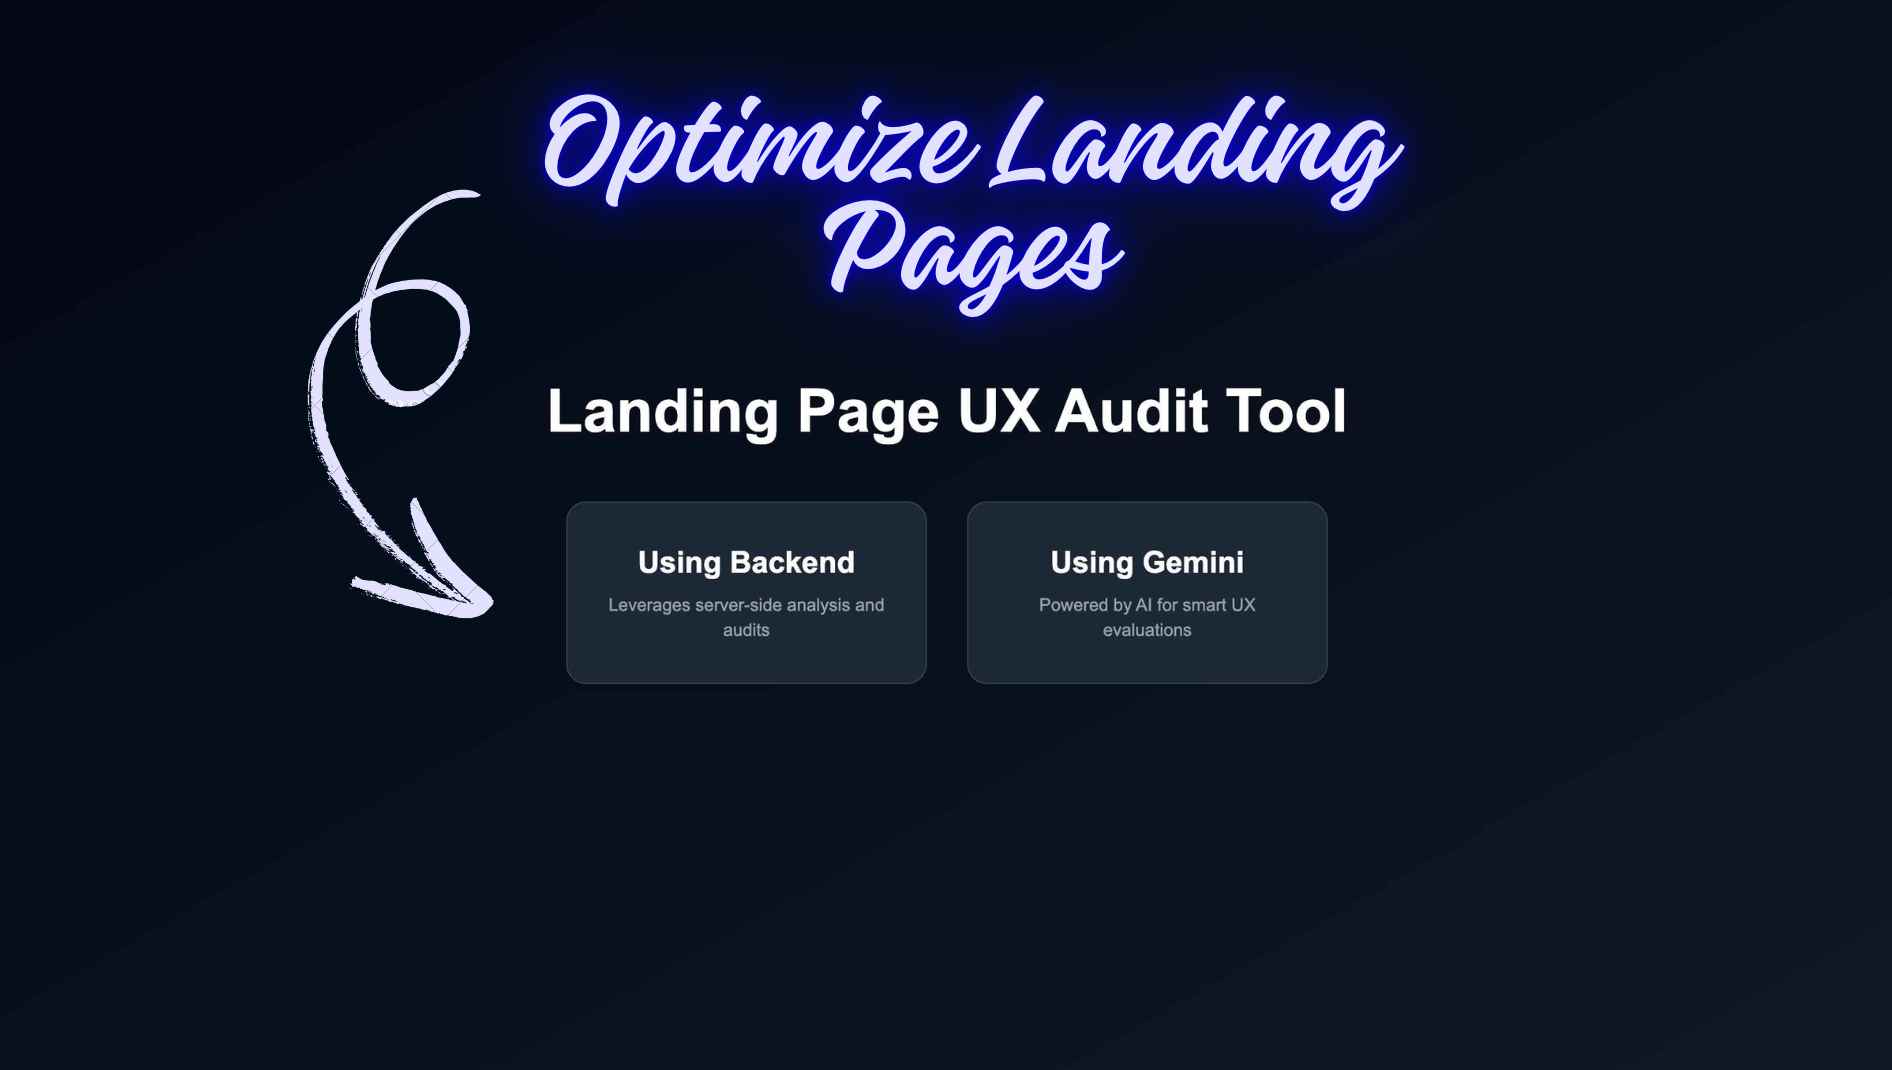 Optimize Landing
Pages
Landing Page UX Audit Tool
Using Backend
Leverages server-side analysis and
audits
Using Gemini
Powered by AI for smart UX
evaluations